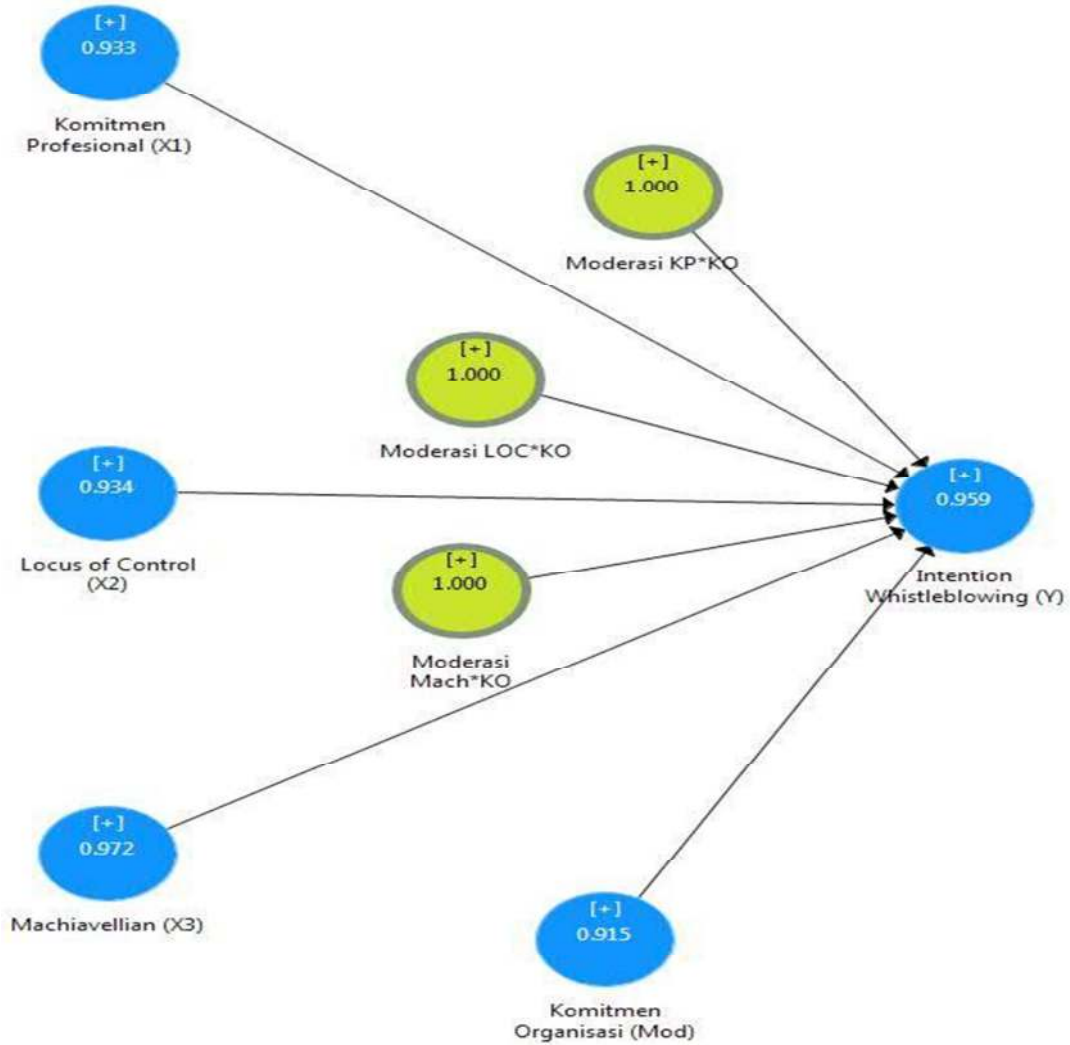 [+]
0.933
Komitmen
Profesional (X1)
[+]
1.000
Moderasi KP*KO
[+]
1.000
Moderasi LOC*KO
[+]
0.934
Locus of Control
(X2)
[+]
0.959
Intention
Whistleblowing (Y)
[+]
1.000
Moderasi
Mach*KO
[+]
0.972
Machiavellian (X3)
[+]
0.915
Komitmen
Organisasi (Mod)